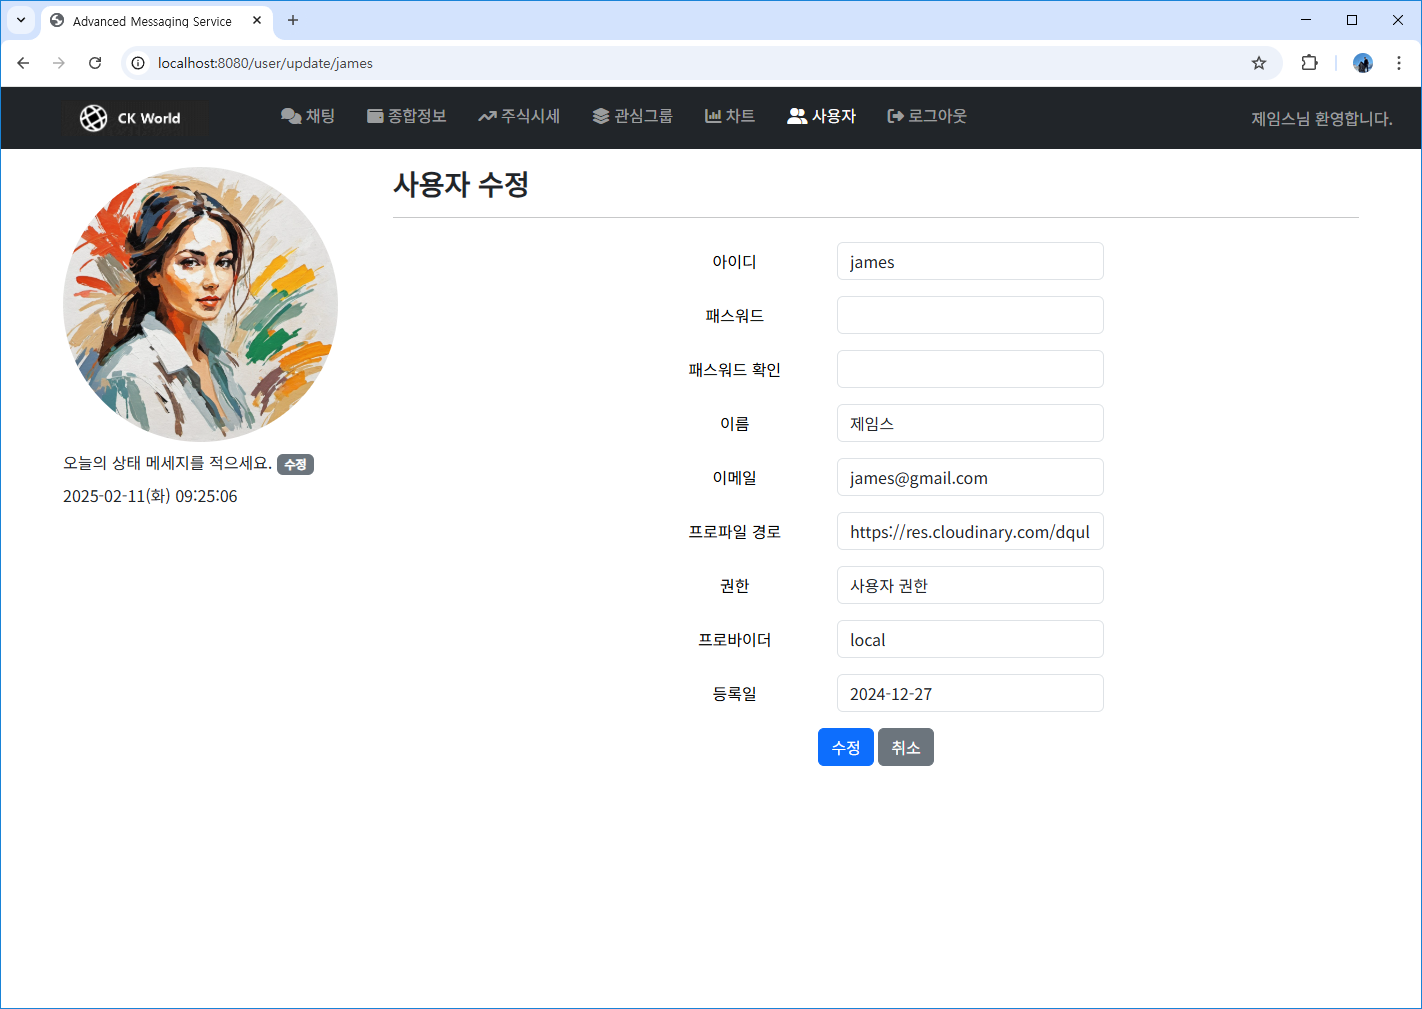 Advanced Messaging Service
localhost:8080/user/update/james
CK World 채팅 종합정보 주식시세 관심그룹 차트 사용자 로그아웃 제임스님 환영합니다.
오늘의 상태 메세지를 적으세요. 수정
2025-02-11(화) 09:25:06
사용자 수정
아이디 james
패스워드
패스워드 확인
이름 제임스
이메일 james@gmail.com
프로파일 경로 https://res.cloudinary.com/dqul
권한 사용자 권한
프로바이더 local
등록일 2024-12-27
수정 취소